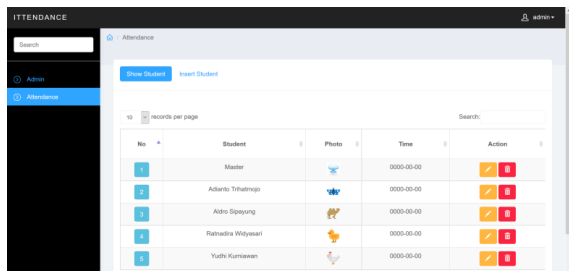 ITTENDANCE
admin
Search
/ Attendance
Admin
Attendance
Show Student Insert Student
10 records per page Search:
No Student Photo Time Action
1 Master 0000-00-00
2 Adianto Trihatmojo 0000-00-00
3 Aldro Sipayung 0000-00-00
4 Ratnadira Widyasari 0000-00-00
5 Yudhi Kurniawan 0000-00-00